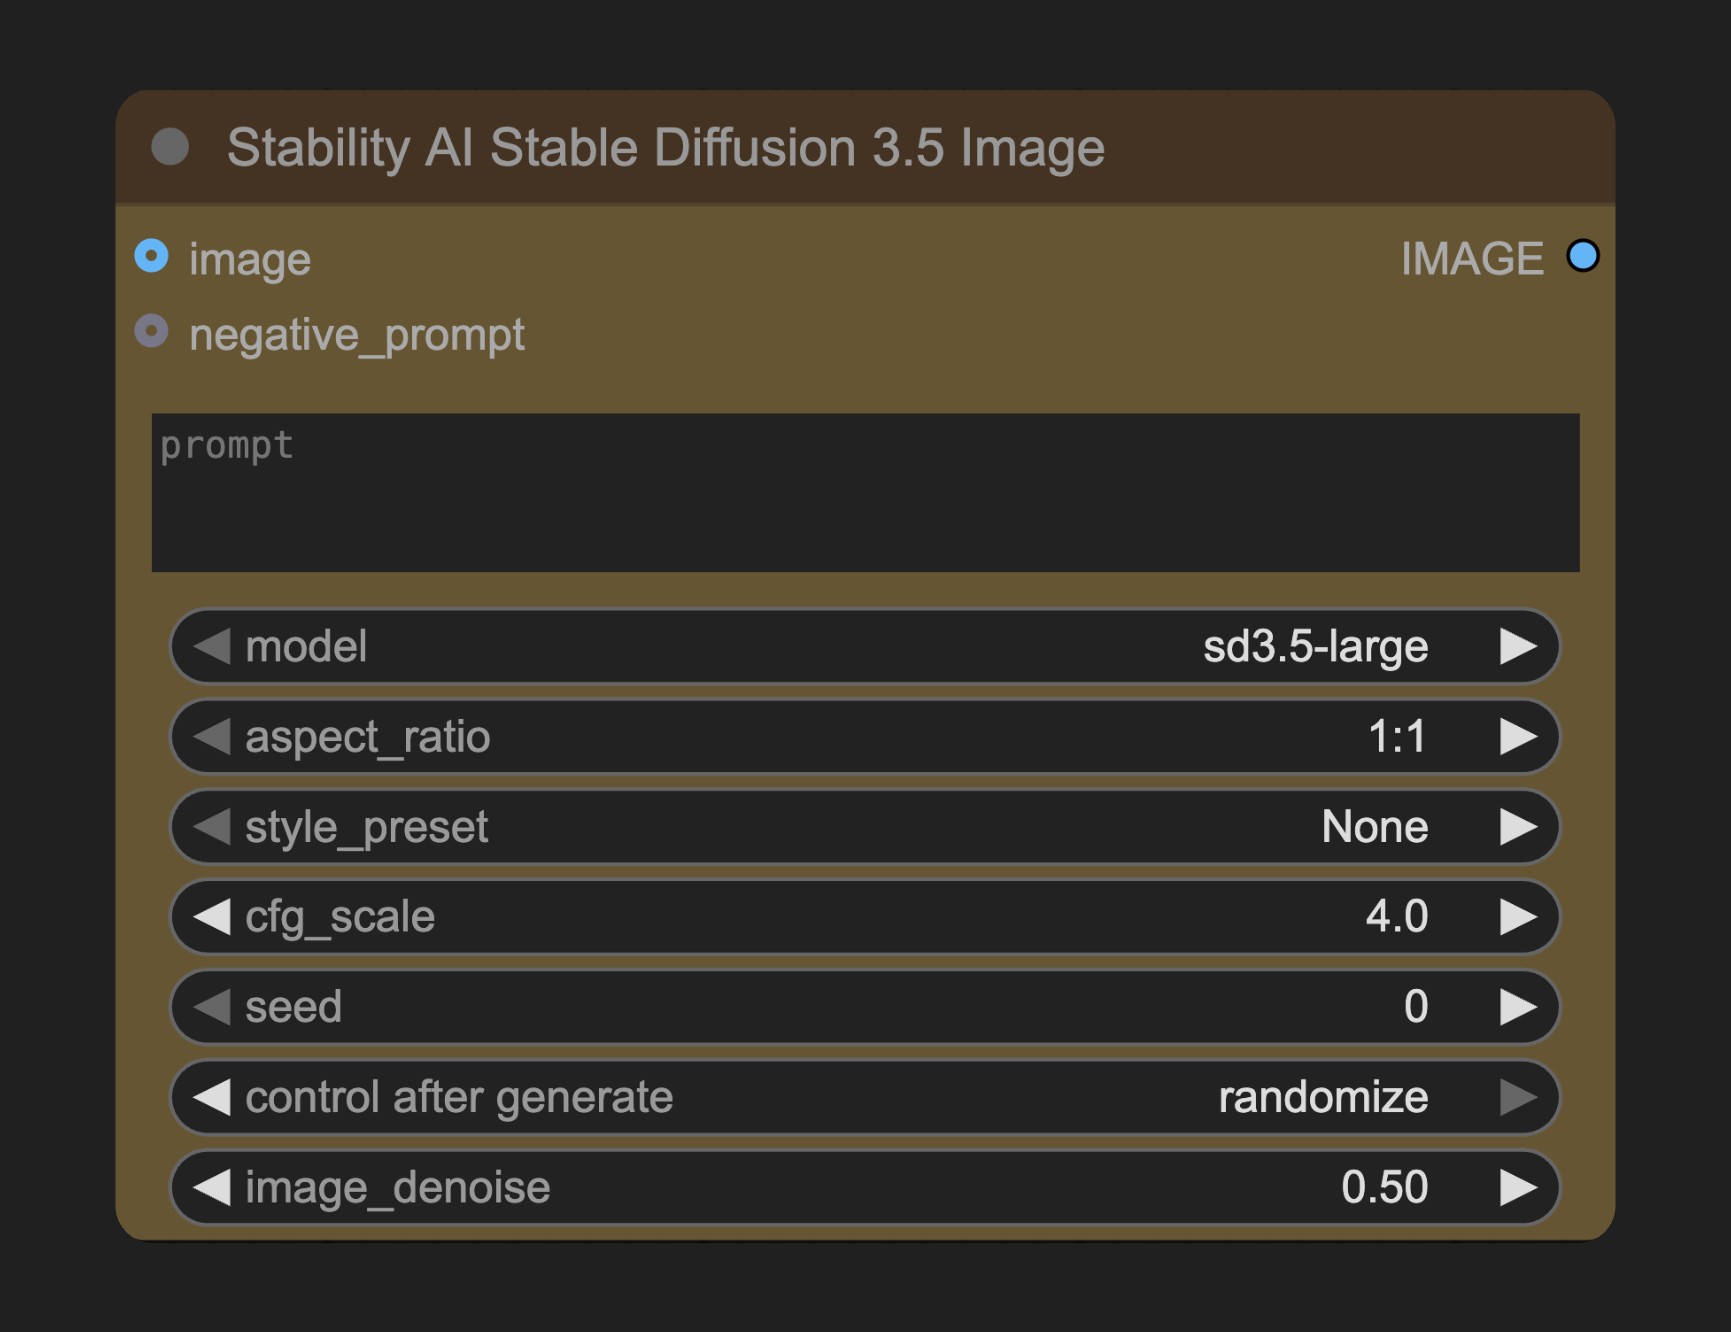 Stability AI Stable Diffusion 3.5 Image
image IMAGE
negative_prompt
prompt
model sd3.5-large
aspect_ratio 1:1
style_preset None
cfg_scale 4.0
seed 0
control after generate randomize
image_denoise 0.50